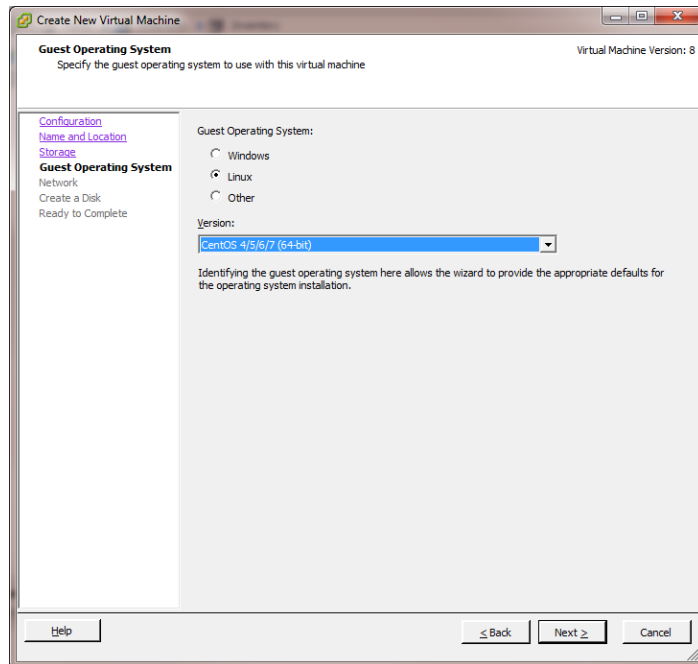 Create New Virtual Machine
Guest Operating System
Specify the guest operating system to use with this virtual machine
Virtual Machine Version: 8
Configuration
Name and Location
Storage
Guest Operating System
Network
Create a Disk
Ready to Complete
Guest Operating System:
Windows
Linux
Other
Version:
CentOS 4/5/6/7 (64-bit)
Identifying the guest operating system here allows the wizard to provide the appropriate defaults for
the operating system installation.
Help
< Back
Next >
Cancel